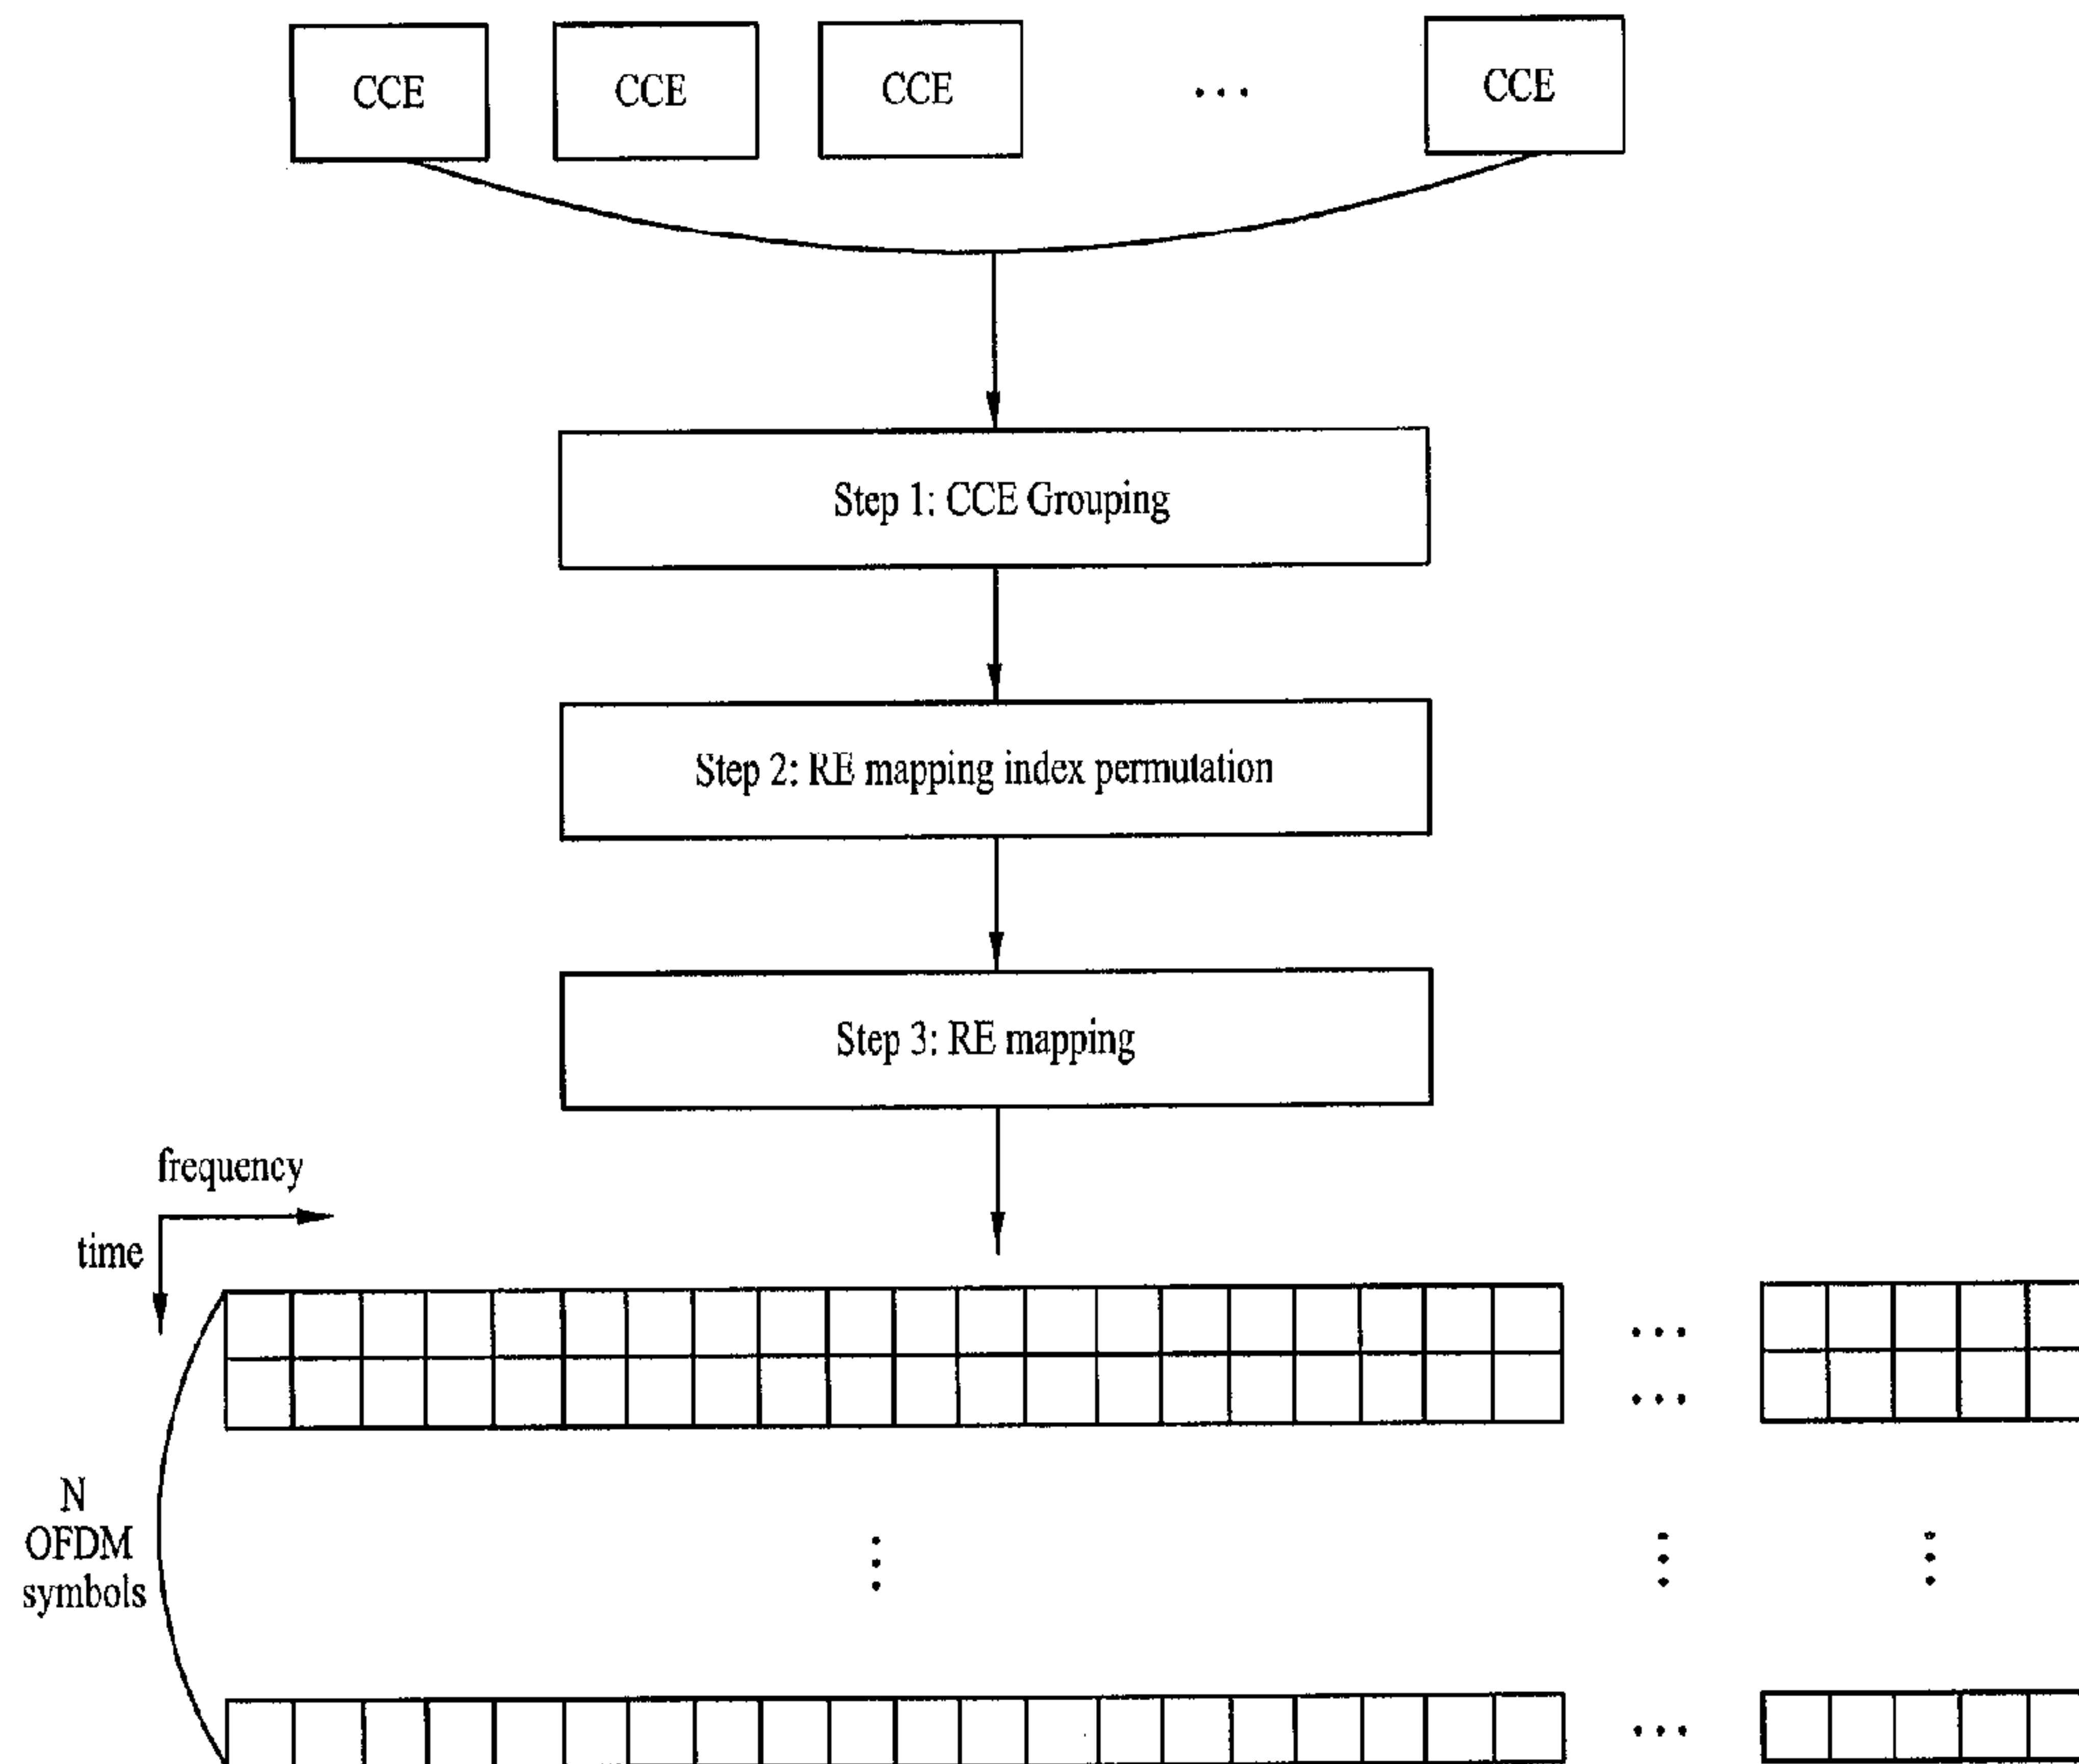 CCE CCE CCE ... CCE
Step 1: CCE Grouping
Step 2: RE mapping index permutation
Step 3: RE mapping
frequency
time
N
OFDM
symbols